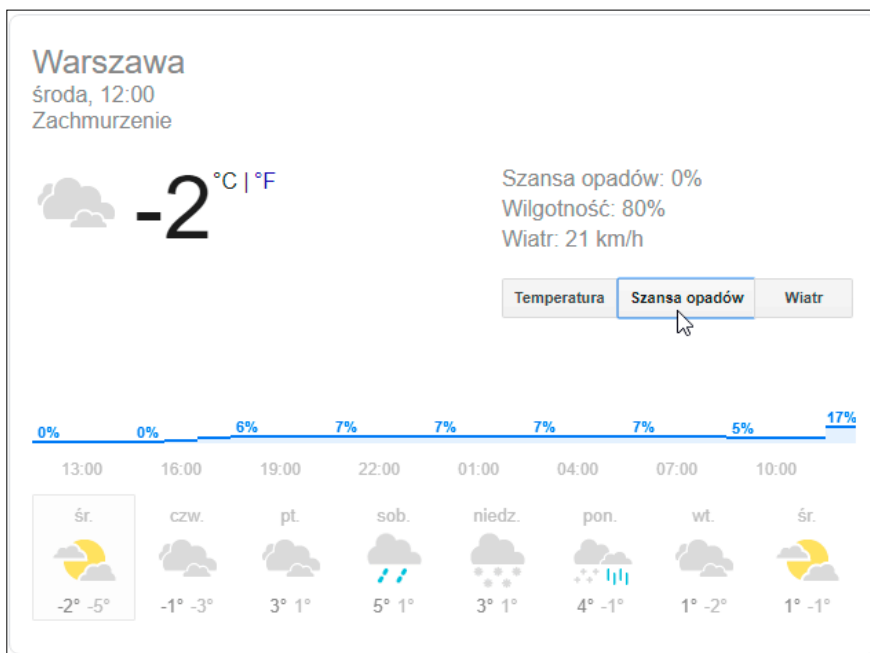 Warszawa
środa, 12:00
Zachmurzenie
-2 °C | °F
Szansa opadów: 0%
Wilgotność: 80%
Wiatr: 21 km/h
Temperatura Szansa opadów Wiatr
0% 0% 6% 7% 7% 7% 7% 5% 17%
13:00 16:00 19:00 22:00 01:00 04:00 07:00 10:00
śr. czw. pt. sob. niedz. pon. wt. śr.
-2° -5° -1° -3° 3° 1° 5° 1° 3° 1° 4° -1° 1° -2° 1° -1°